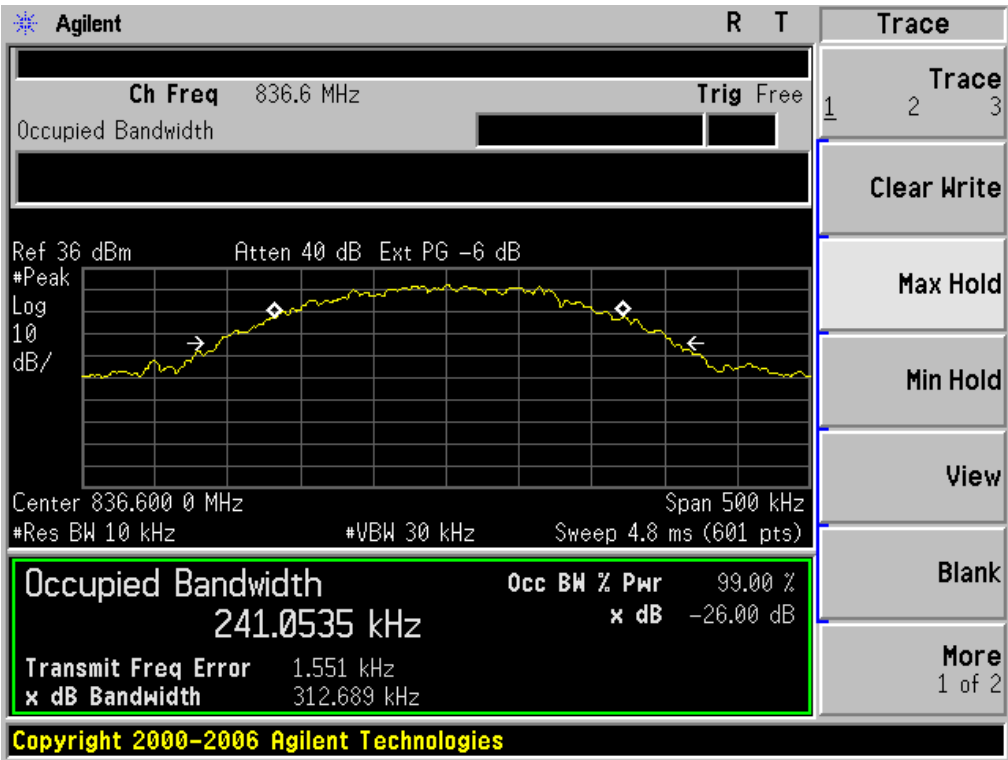 Agilent R T
Trace
Ch Freq 836.6 MHz Trig Free
Occupied Bandwidth
Trace
1 2 3
Clear Write
Ref 36 dBm Atten 40 dB Ext PG -6 dB
#Peak
Log
10
dB/
Max Hold
Min Hold
View
Center 836.600 0 MHz Span 500 kHz
#Res BW 10 kHz #VBW 30 kHz Sweep 4.8 ms (601 pts)
Occupied Bandwidth Occ BW % Pwr 99.00 %
241.0535 kHz x dB -26.00 dB
Transmit Freq Error 1.551 kHz
x dB Bandwidth 312.689 kHz
Blank
More
1 of 2
Copyright 2000-2006 Agilent Technologies